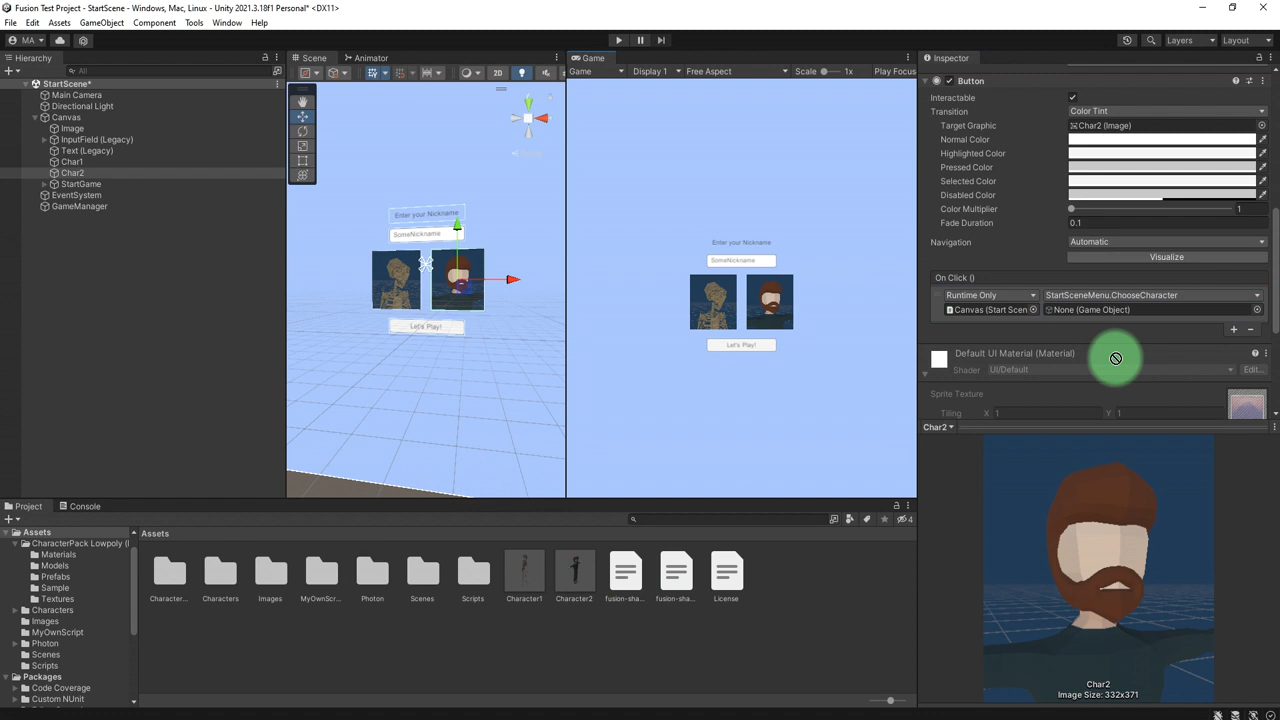 Fusion Test Project - StartScene - Windows, Mac, Linux - Unity 2021.3.18f1 Personal* <DX11>
File Edit Assets GameObject Component Tools Window Help
MA Layers Layout
Hierarchy
All
StartScene*
Main Camera
Directional Light
Canvas
Image
InputField (Legacy)
Text (Legacy)
Char1
Char2
StartGame
EventSystem
GameManager
Scene Animator
2D
Enter your Nickname
SomeNickname
Let's Play!
Game
Game Display 1 Free Aspect Scale 1x Play Focus
Enter your Nickname
SomeNickname
Let's Play!
Inspector
Button
Interactable
Transition Color Tint
Target Graphic Char2 (Image)
Normal Color
Highlighted Color
Pressed Color
Selected Color
Disabled Color
Color Multiplier 1
Fade Duration 0.1
Navigation Automatic
Visualize
On Click ()
Runtime Only StartSceneMenu.ChooseCharacter
Canvas (Start Scen None (Game Object)
Default UI Material (Material)
Shader UI/Default Edit...
Sprite Texture
Tiling X 1 Y 1
Char2
Char2
Image Size: 332x371
Project Console
4
Assets
CharacterPack Lowpoly (
Materials
Models
Prefabs
Sample
Textures
Characters
Images
MyOwnScript
Photon
Scenes
Scripts
Packages
Code Coverage
Custom NUnit
Assets
Character... Characters Images MyOwnScr... Photon Scenes Scripts Character1 Character2 fusion-sha... fusion-sha... License